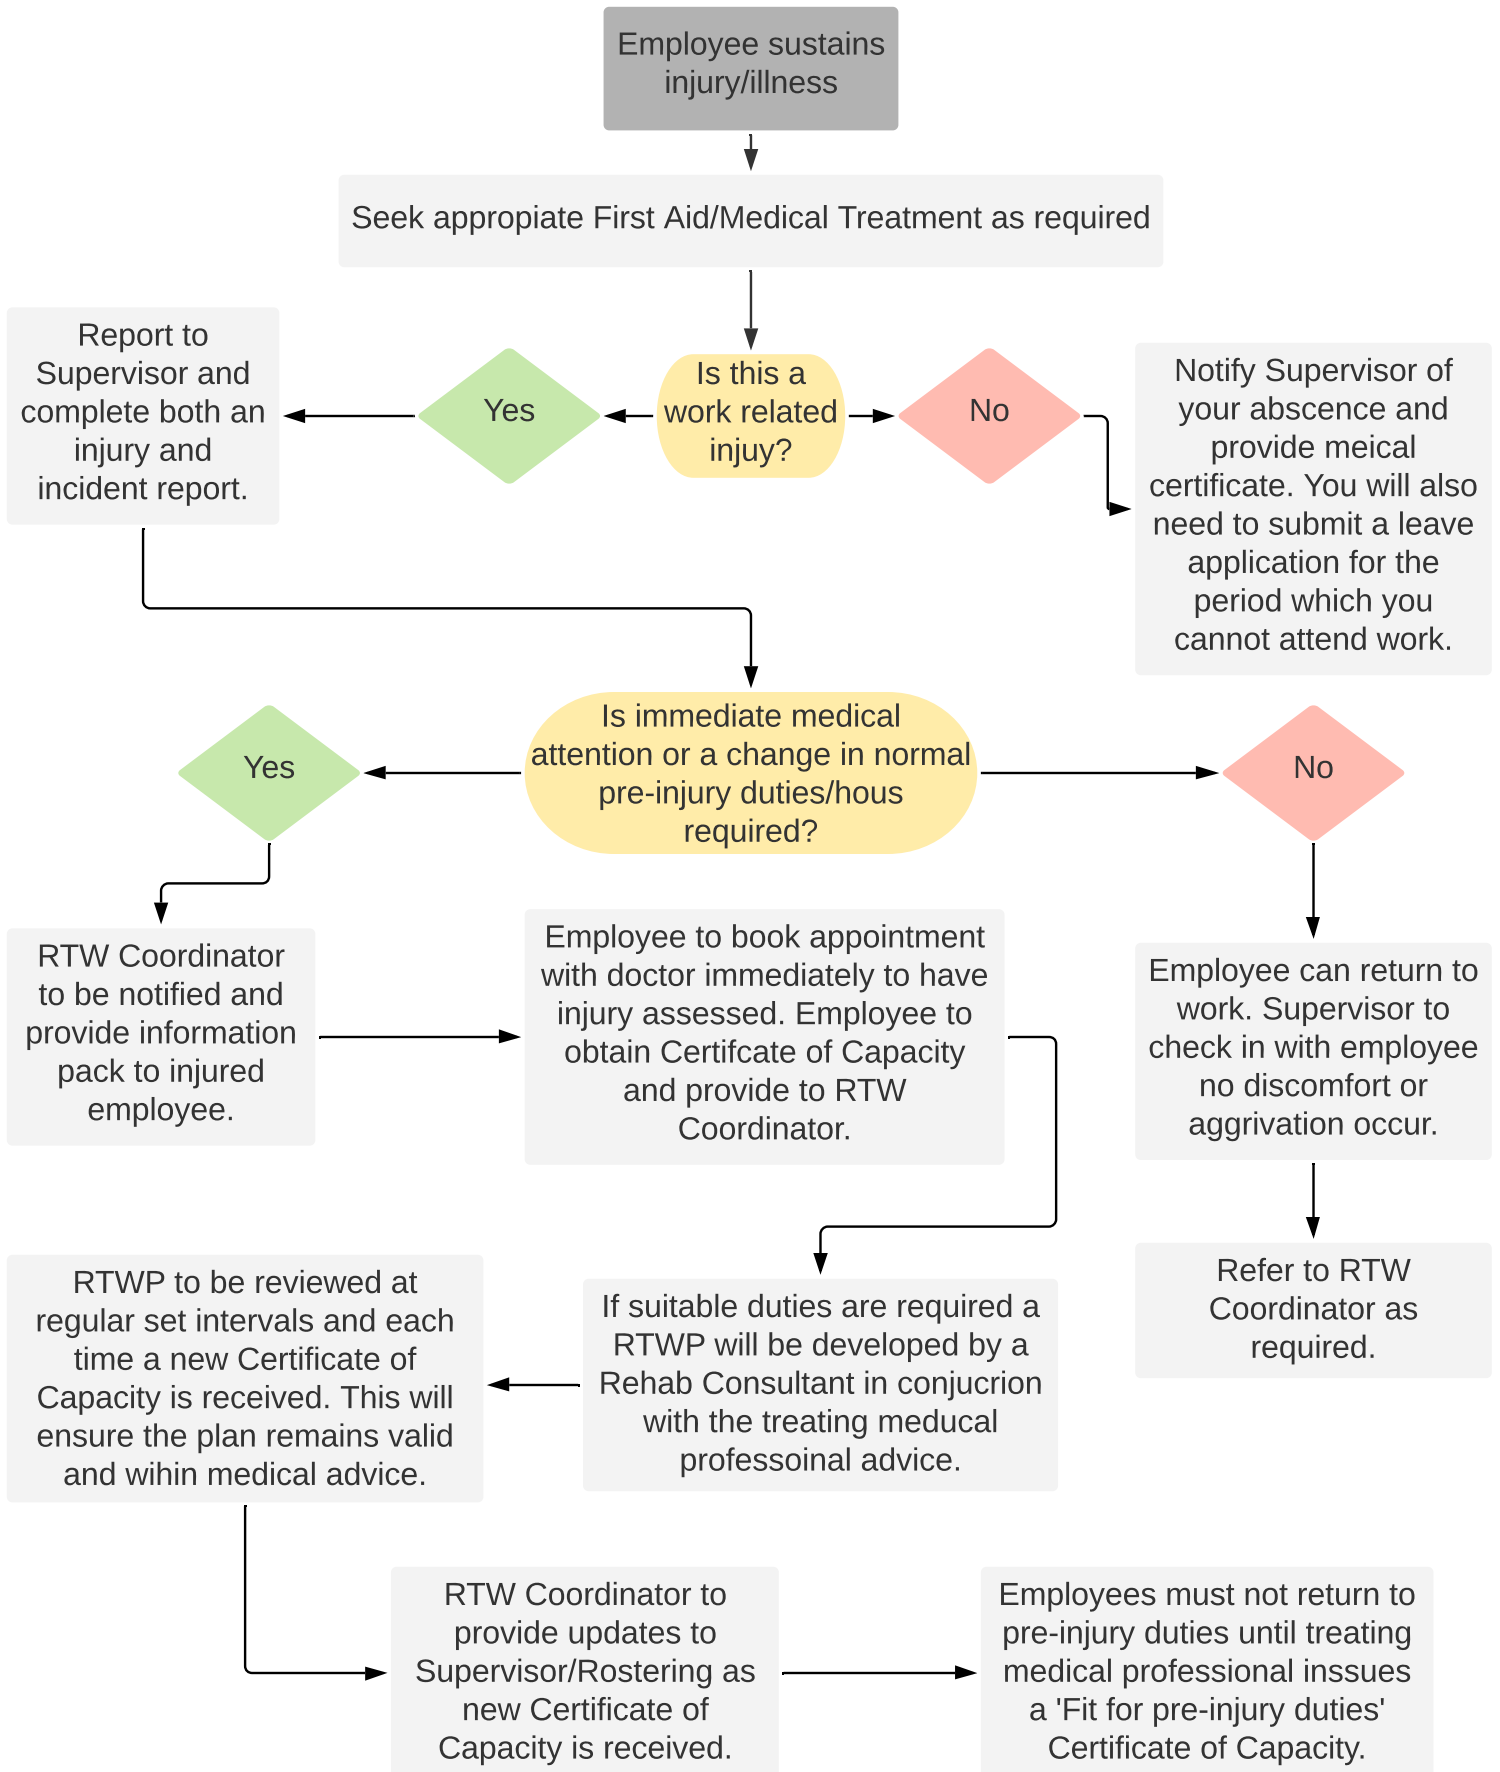 Employee sustains
injury/illness
Seek appropiate First Aid/Medical Treatment as required
Is this a
work related
injuy?
Yes
No
Report to
Supervisor and
complete both an
injury and
incident report.
Notify Supervisor of
your abscence and
provide meical
certificate. You will also
need to submit a leave
application for the
period which you
cannot attend work.
Is immediate medical
attention or a change in normal
pre-injury duties/hous
required?
Yes
No
RTW Coordinator
to be notified and
provide information
pack to injured
employee.
Employee to book appointment
with doctor immediately to have
injury assessed. Employee to
obtain Certifcate of Capacity
and provide to RTW
Coordinator.
Employee can return to
work. Supervisor to
check in with employee
no discomfort or
aggrivation occur.
Refer to RTW
Coordinator as
required.
If suitable duties are required a
RTWP will be developed by a
Rehab Consultant in conjucrion
with the treating meducal
professoinal advice.
RTWP to be reviewed at
regular set intervals and each
time a new Certificate of
Capacity is received. This will
ensure the plan remains valid
and wihin medical advice.
RTW Coordinator to
provide updates to
Supervisor/Rostering as
new Certificate of
Capacity is received.
Employees must not return to
pre-injury duties until treating
medical professional inssues
a 'Fit for pre-injury duties'
Certificate of Capacity.